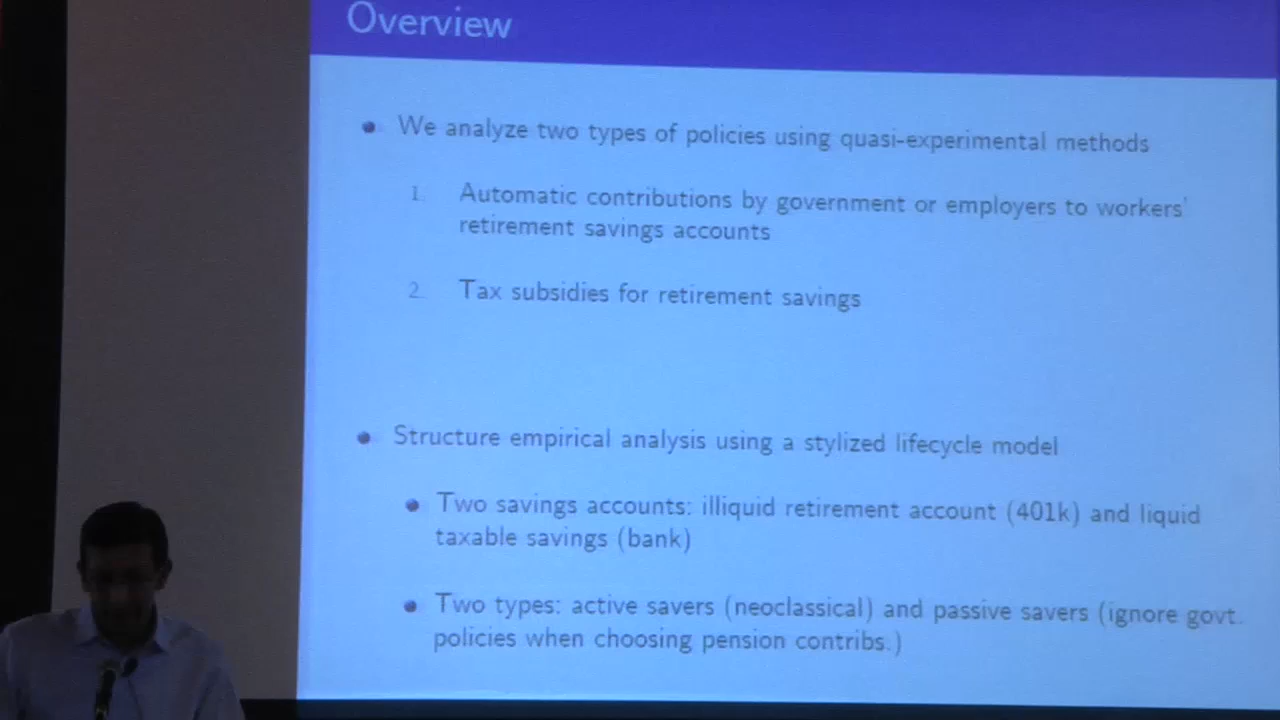 Overview
We analyze two types of policies using quasi-experimental methods
1. Automatic contributions by government or employers to workers'
retirement savings accounts
2. Tax subsidies for retirement savings
Structure empirical analysis using a stylized lifecycle model
Two savings accounts: illiquid retirement account (401k) and liquid
taxable savings (bank)
Two types: active savers (neoclassical) and passive savers (ignore govt.
policies when choosing pension contribs.)